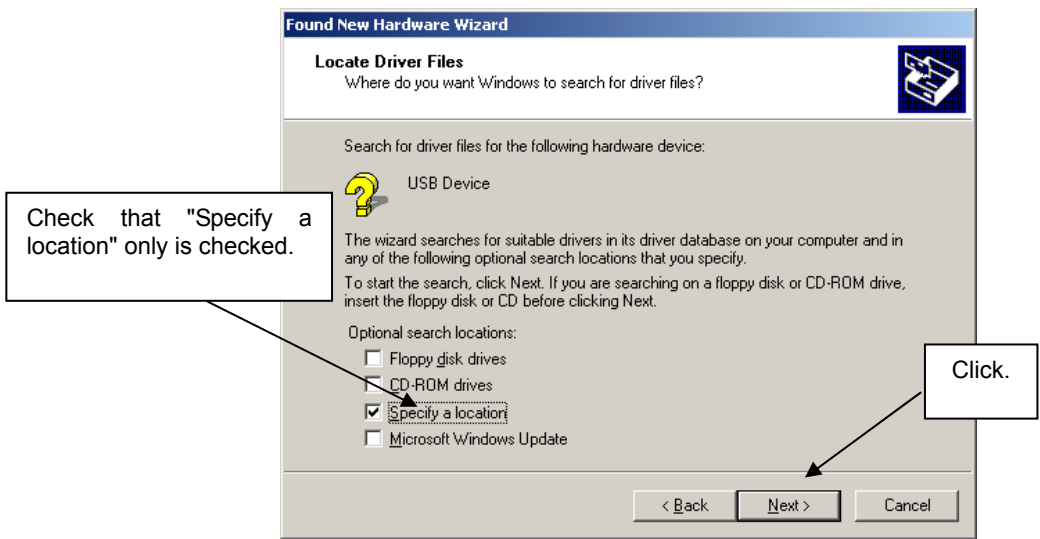 Found New Hardware Wizard
Locate Driver Files
Where do you want Windows to search for driver files?
Search for driver files for the following hardware device:
USB Device
Check that "Specify a
location" only is checked.
The wizard searches for suitable drivers in its driver database on your computer and in
any of the following optional search locations that you specify.
To start the search, click Next. If you are searching on a floppy disk or CD-ROM drive,
insert the floppy disk or CD before clicking Next.
Optional search locations:
Floppy disk drives
CD-ROM drives
Specify a location
Microsoft Windows Update
Click.
< Back
Next >
Cancel